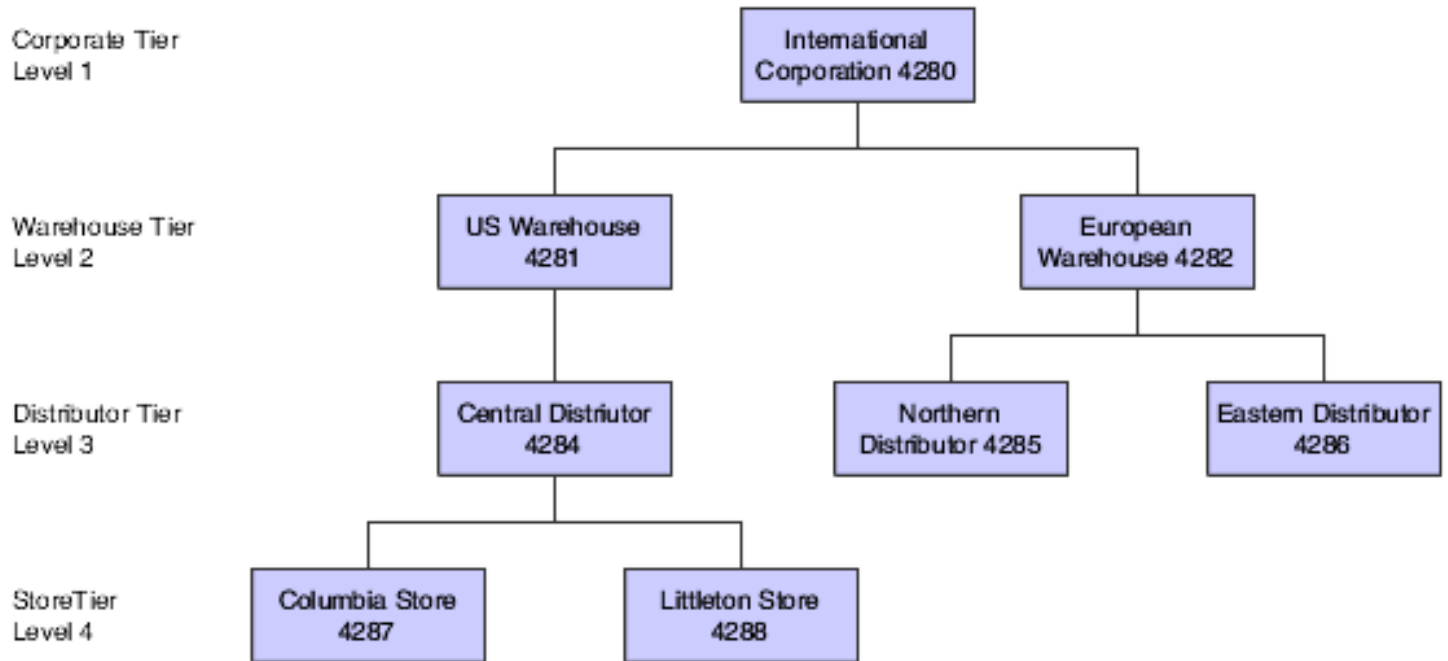 Corporate Tier
Level 1
International
Corporation 4280
Warehouse Tier
Level 2
US Warehouse
4281
European
Warehouse 4282
Distributor Tier
Level 3
Central Distriutor
4284
Northern
Distributor 4285
Eastern Distributor
4286
StoreTier
Level 4
Columbia Store
4287
Littleton Store
4288